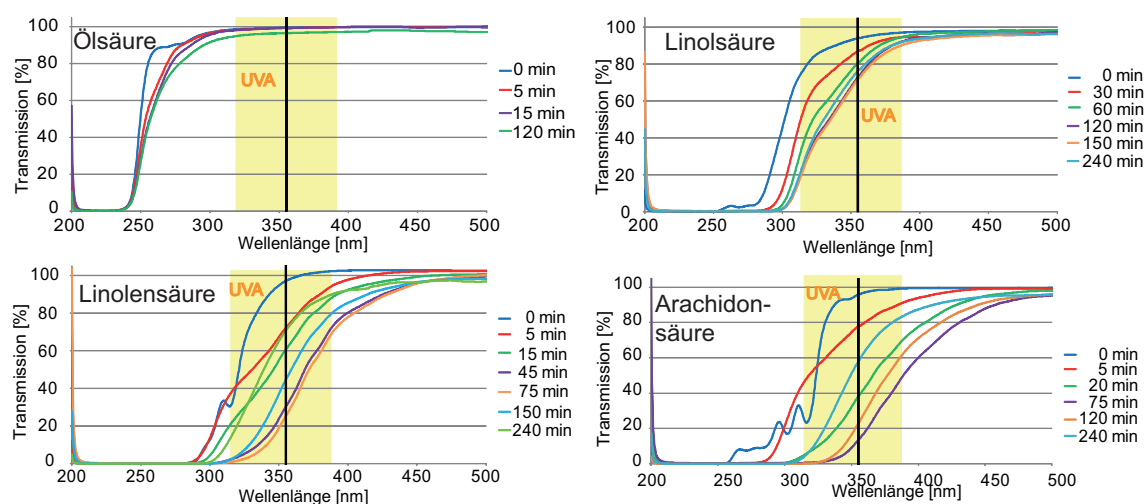 Ölsäure
Transmission [%]
100
80
60
40
20
0
UVA
0 min
5 min
15 min
120 min
200 250 300 350 400 450 500
Wellenlänge [nm]
Linolsäure
Transmission [%]
100
80
60
40
20
0
UVA
0 min
30 min
60 min
120 min
150 min
240 min
200 250 300 350 400 450 500
Wellenlänge [nm]
Linolensäure
Transmission [%]
100
80
60
40
20
0
UVA
0 min
5 min
15 min
45 min
75 min
150 min
240 min
200 250 300 350 400 450 500
Wellenlänge [nm]
Arachidon-
säure
Transmission [%]
100
80
60
40
20
0
UVA
0 min
5 min
20 min
75 min
120 min
240 min
200 250 300 350 400 450 500
Wellenlänge [nm]